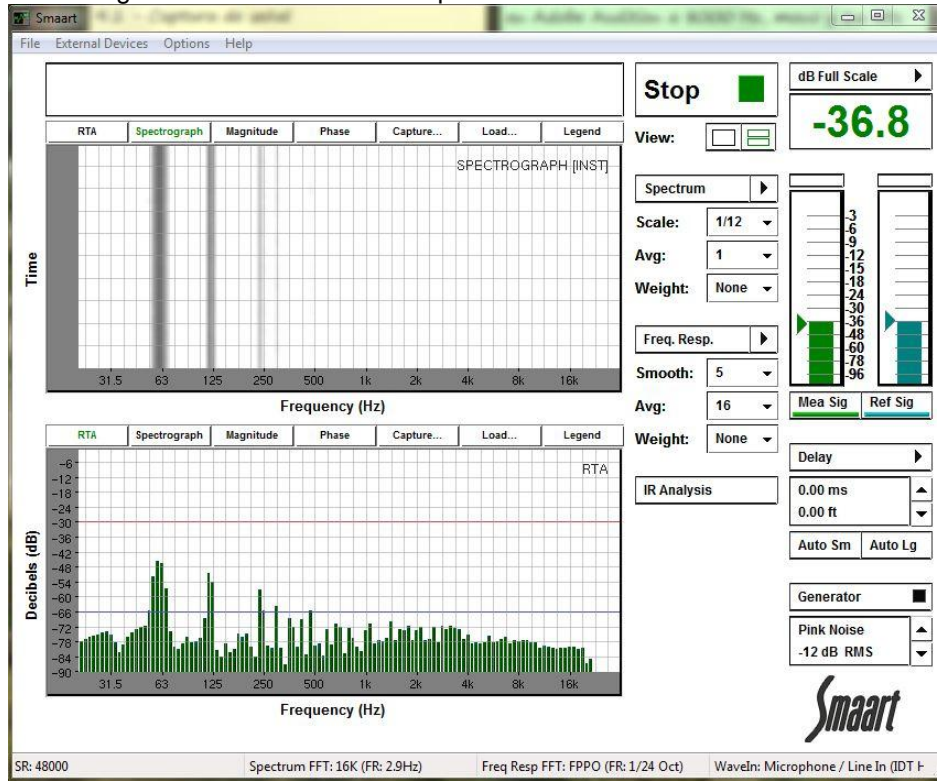 Smaart
File External Devices Options Help
RTA Spectrograph Magnitude Phase Capture... Load... Legend
SPECTROGRAPH [INST]
Time
31.5 63 125 250 500 1k 2k 4k 8k 16k
Frequency (Hz)
RTA Spectrograph Magnitude Phase Capture... Load... Legend
RTA
Decibels (dB)
-6
-12
-18
-24
-30
-36
-42
-48
-54
-60
-66
-72
-78
-84
-90
31.5 63 125 250 500 1k 2k 4k 8k 16k
Frequency (Hz)
Stop
View:
Spectrum
Scale: 1/12
Avg: 1
Weight: None
Freq. Resp.
Smooth: 5
Avg: 16
Weight: None
IR Analysis
dB Full Scale
-36.8
-3
-6
-9
-12
-15
-18
-24
-30
-36
-48
-60
-78
-96
Mea Sig Ref Sig
Delay
0.00 ms
0.00 ft
Auto Sm Auto Lg
Generator
Pink Noise
-12 dB RMS
Smaart
SR: 48000 Spectrum FFT: 16K (FR: 2.9Hz) Freq Resp FFT: FPPO (FR: 1/24 Oct) WaveIn: Microphone / Line In (IDT